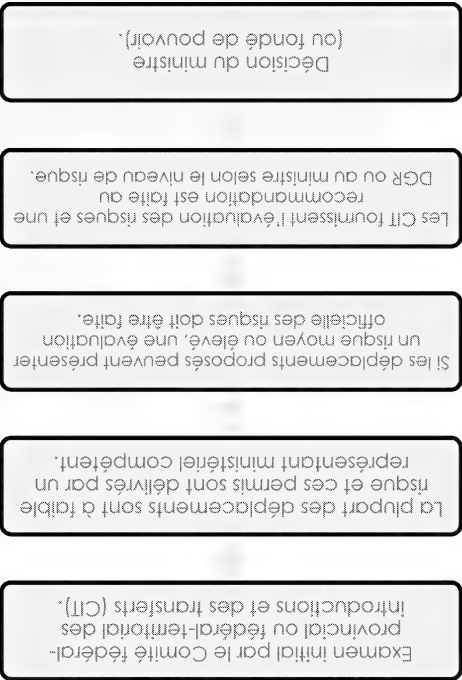 Examen initial par le Comité fédéral-
provincial ou fédéral-territorial des
introductions et des transferts (CIT).
La plupart des déplacements sont à faible
risque et ces permis sont délivrés par un
représentant ministériel compétent.
Si les déplacements proposés peuvent présenter
un risque moyen ou élevé, une évaluation
officielle des risques doit être faite.
Les CIT fournissent l'évaluation des risques et une
recommandation est faite au
DGR ou au ministre selon le niveau de risque.
Décision du ministre
(ou fondé de pouvoir).